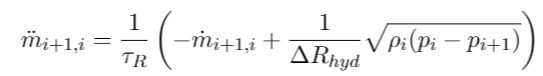 $$\ddot{m}_{i+1,i} = \frac{1}{\tau_R} \left( -\dot{m}_{i+1,i} + \frac{1}{\Delta R_{hyd}} \sqrt{\rho_i (p_i - p_{i+1})} \right)$$